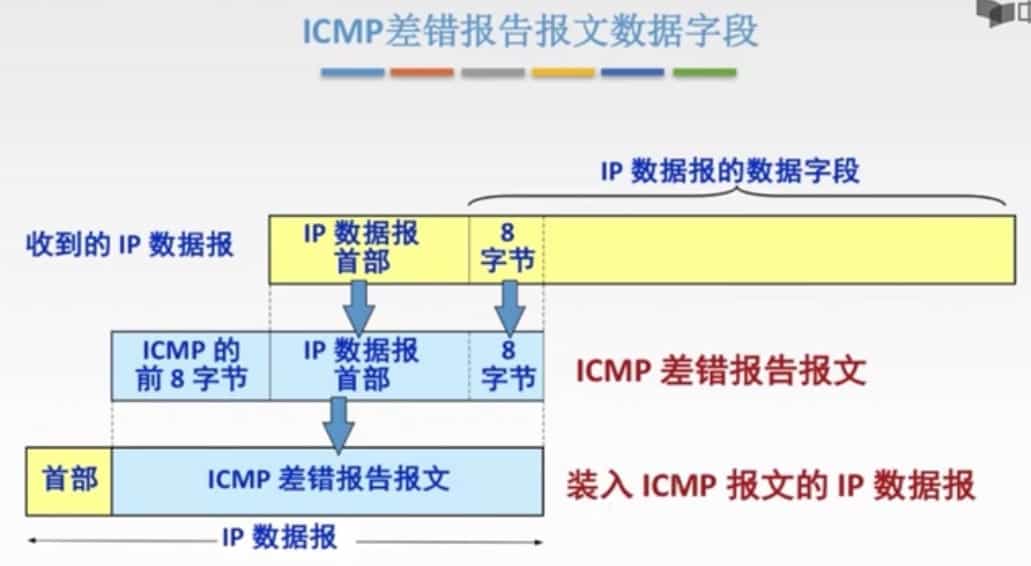 ICMP差错报告报文数据字段
IP 数据报的数据字段
收到的 IP 数据报
IP 数据报
首部
8
字节
ICMP 的
前 8 字节
IP 数据报
首部
8
字节
ICMP 差错报告报文
首部
ICMP 差错报告报文
装入 ICMP 报文的 IP 数据报
IP 数据报